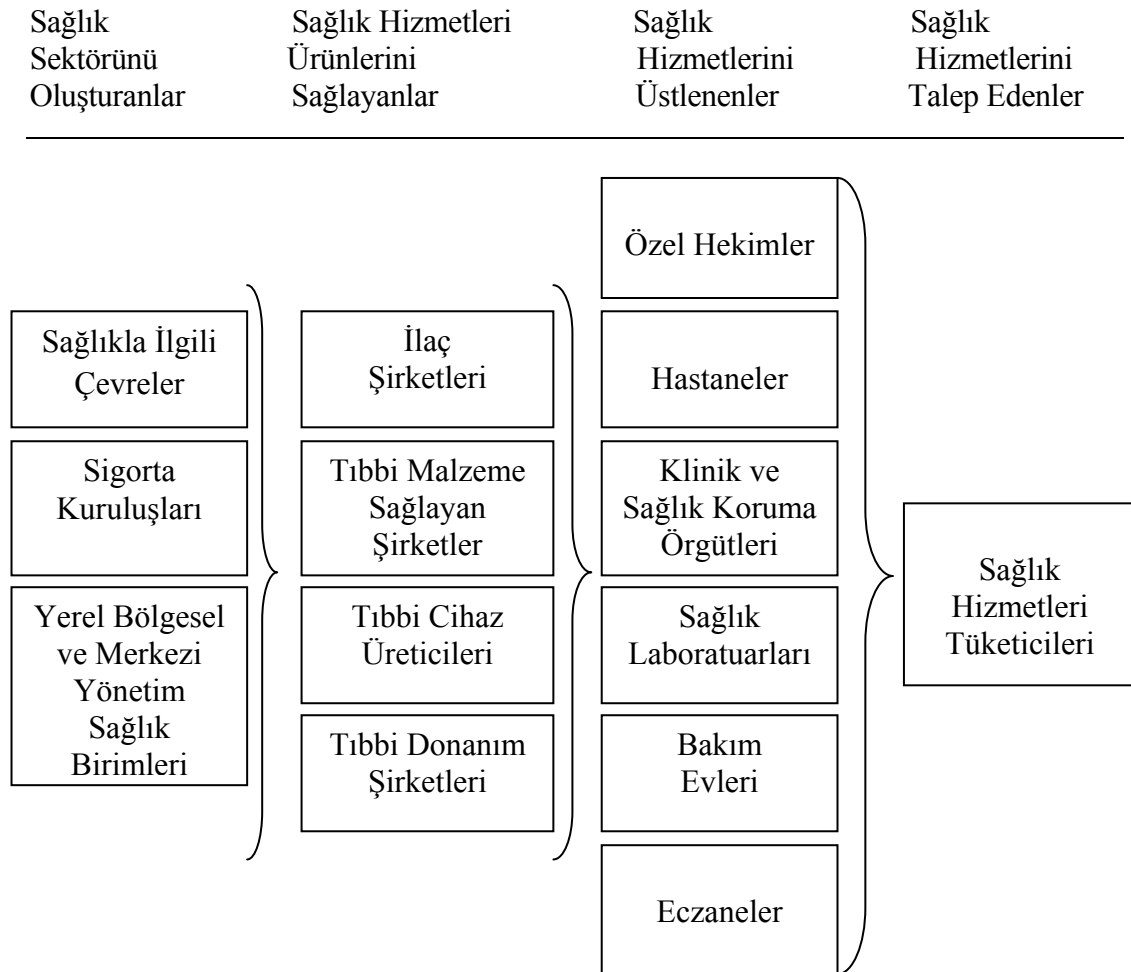 Sağlık
Sektörünü
Oluşturanlar
Sağlık Hizmetleri
Ürünlerini
Sağlayanlar
Sağlık
Hizmetlerini
Üstlenenler
Sağlık
Hizmetlerini
Talep Edenler
Sağlıkla İlgili
Çevreler
Sigorta
Kuruluşları
Yerel Bölgesel
ve Merkezi
Yönetim
Sağlık
Birimleri
İlaç
Şirketleri
Tıbbi Malzeme
Sağlayan
Şirketler
Tıbbi Cihaz
Üreticileri
Tıbbi Donanım
Şirketleri
Özel Hekimler
Hastaneler
Klinik ve
Sağlık Koruma
Örgütleri
Sağlık
Laboratuarları
Bakım
Evleri
Eczaneler
Sağlık
Hizmetleri
Tüketicileri